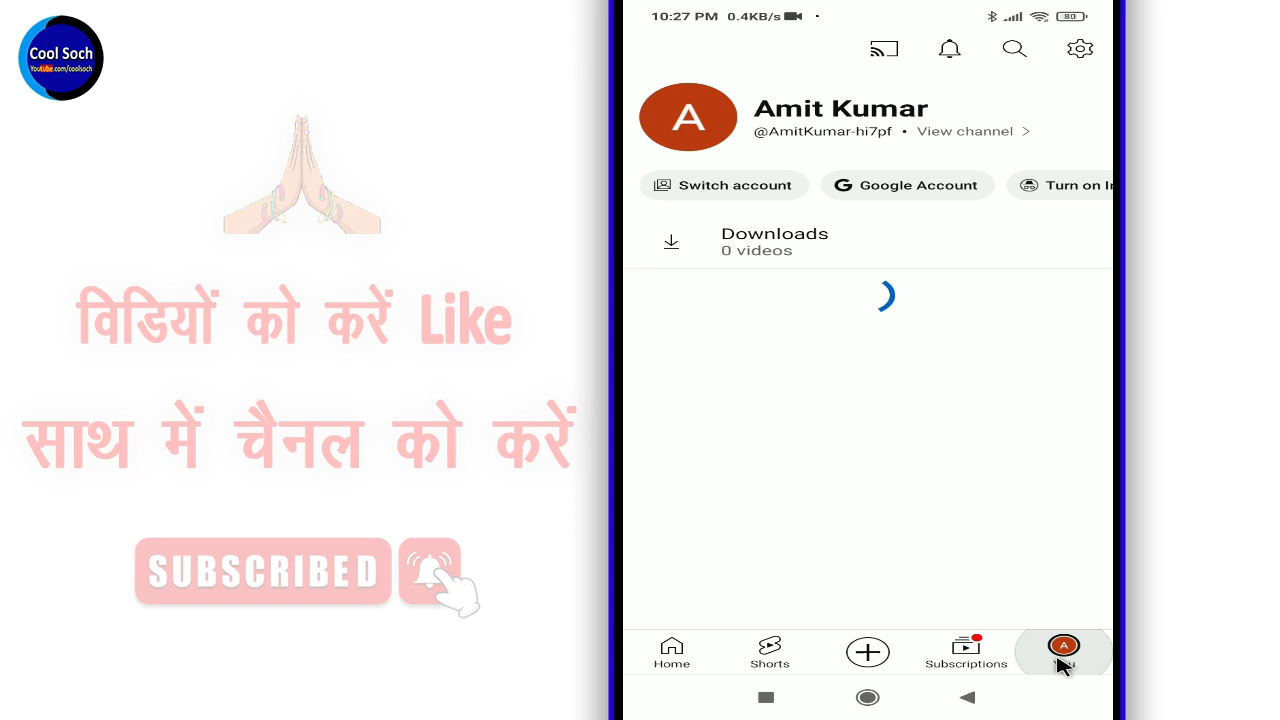 Cool Soch
Youtube.com/coolsoch
विडियों को करें Like
साथ में चैनल को करें
SUBSCRIBED
10:27 PM 0.4KB/s
80
A
Amit Kumar
@AmitKumar-hi7pf • View channel >
Switch account
Google Account
Turn on
Downloads
0 videos
Home
Shorts
Subscriptions
A